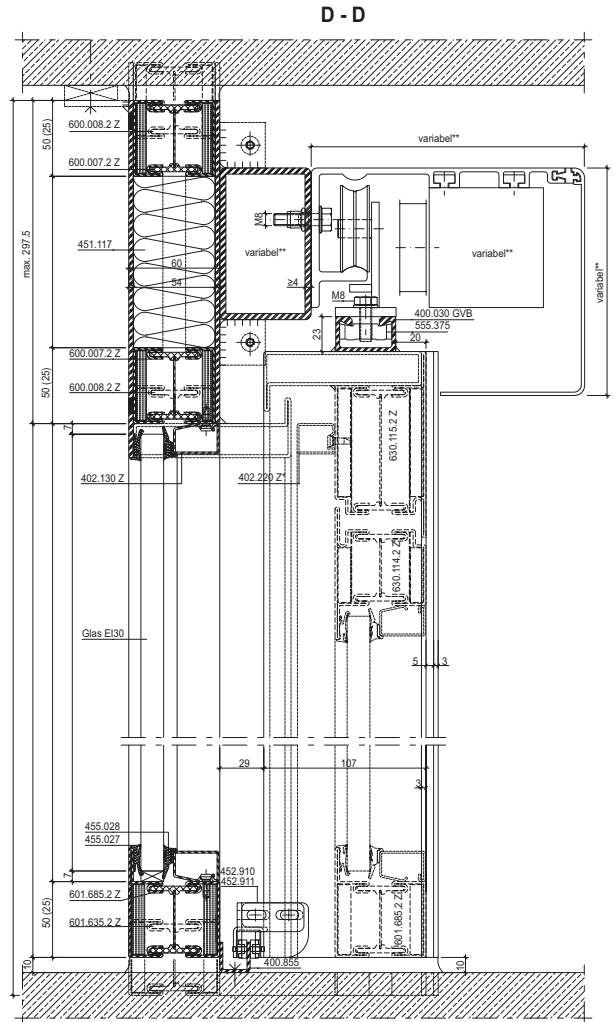 D - D
variabel**
600.008.2 Z
50 (25)
600.007.2 Z
max. 297.5
M8
variabel**
variabel**
variabel**
451.117
60
54
≥4
M8
400.030 GVB
555.375
23
20
600.007.2 Z
600.008.2 Z
50 (25)
7
402.130 Z
402.220 Z*
630.115.2 Z
630.114.2 Z
Glas EI30
5
3
29
107
3
455.028
455.027
7
452.910
452.911
601.685.2 Z
601.635.2 Z
50 (25)
601.685.2 Z
400.855
10
10